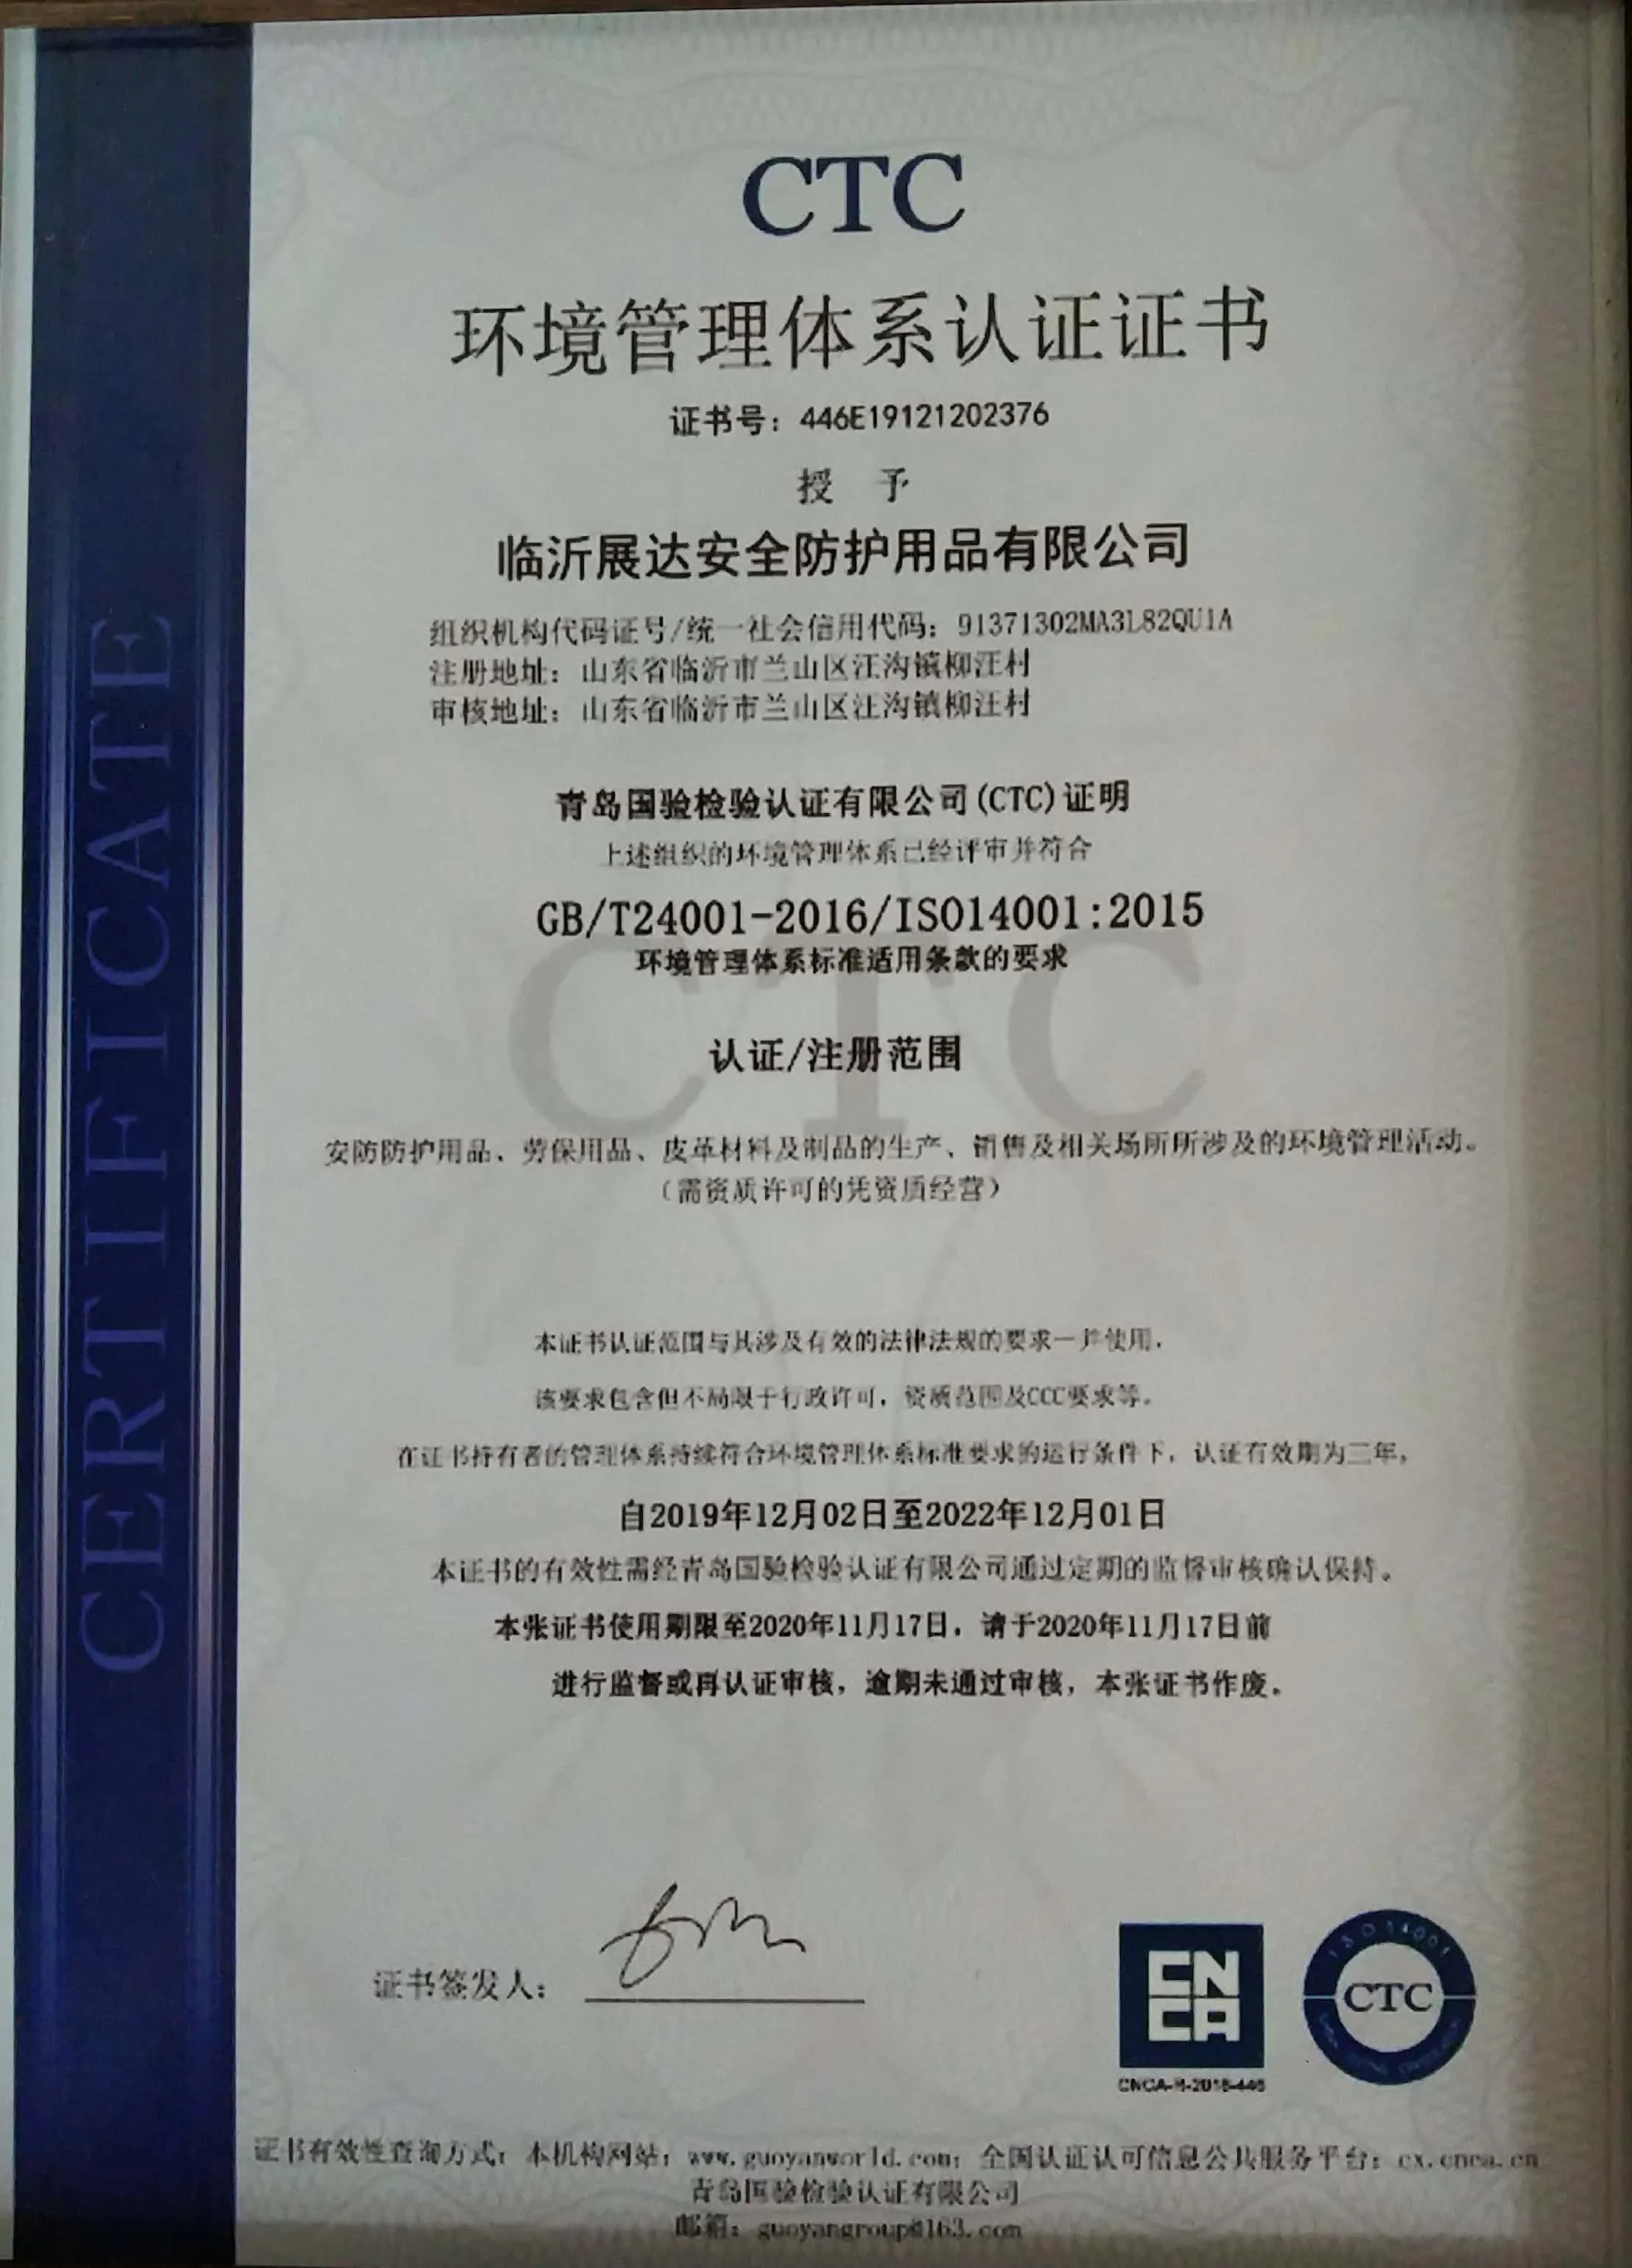 CERTIFICATE
CTC
环境管理体系认证证书
证书号：446E19121202376
授 予
临沂展达安全防护用品有限公司
组织机构代码证号/统一社会信用代码：91371302MA3L82QU1A
注册地址：山东省临沂市兰山区汪沟镇柳汪村
审核地址：山东省临沂市兰山区汪沟镇柳汪村
青岛国验检验认证有限公司(CTC)证明
上述组织的环境管理体系已经评审并符合
GB/T24001-2016/ISO14001:2015
环境管理体系标准适用条款的要求
认证/注册范围
安防防护用品、劳保用品、皮革材料及制品的生产、销售及相关场所所涉及的环境管理活动。
（需资质许可的凭资质经营）
本证书认证范围与其涉及有效的法律法规的要求一并使用，
该要求包含但不局限于行政许可，资质范围及CCC要求等。
在证书持有者的管理体系持续符合环境管理体系标准要求的运行条件下，认证有效期为三年，
自2019年12月02日至2022年12月01日
本证书的有效性需经青岛国验检验认证有限公司通过定期的监督审核确认保持。
本张证书使用期限至2020年11月17日，请于2020年11月17日前
进行监督或再认证审核，逾期未通过审核，本张证书作废。
证书签发人：
CNCA
CNCA-R-2018-446
ISO 14001
CTC
证书有效性查询方式：本机构网站：www.guoyanworld.com；全国认证认可信息公共服务平台：cx.cnca.cn
青岛国验检验认证有限公司
邮箱：guoyangroup@163.com